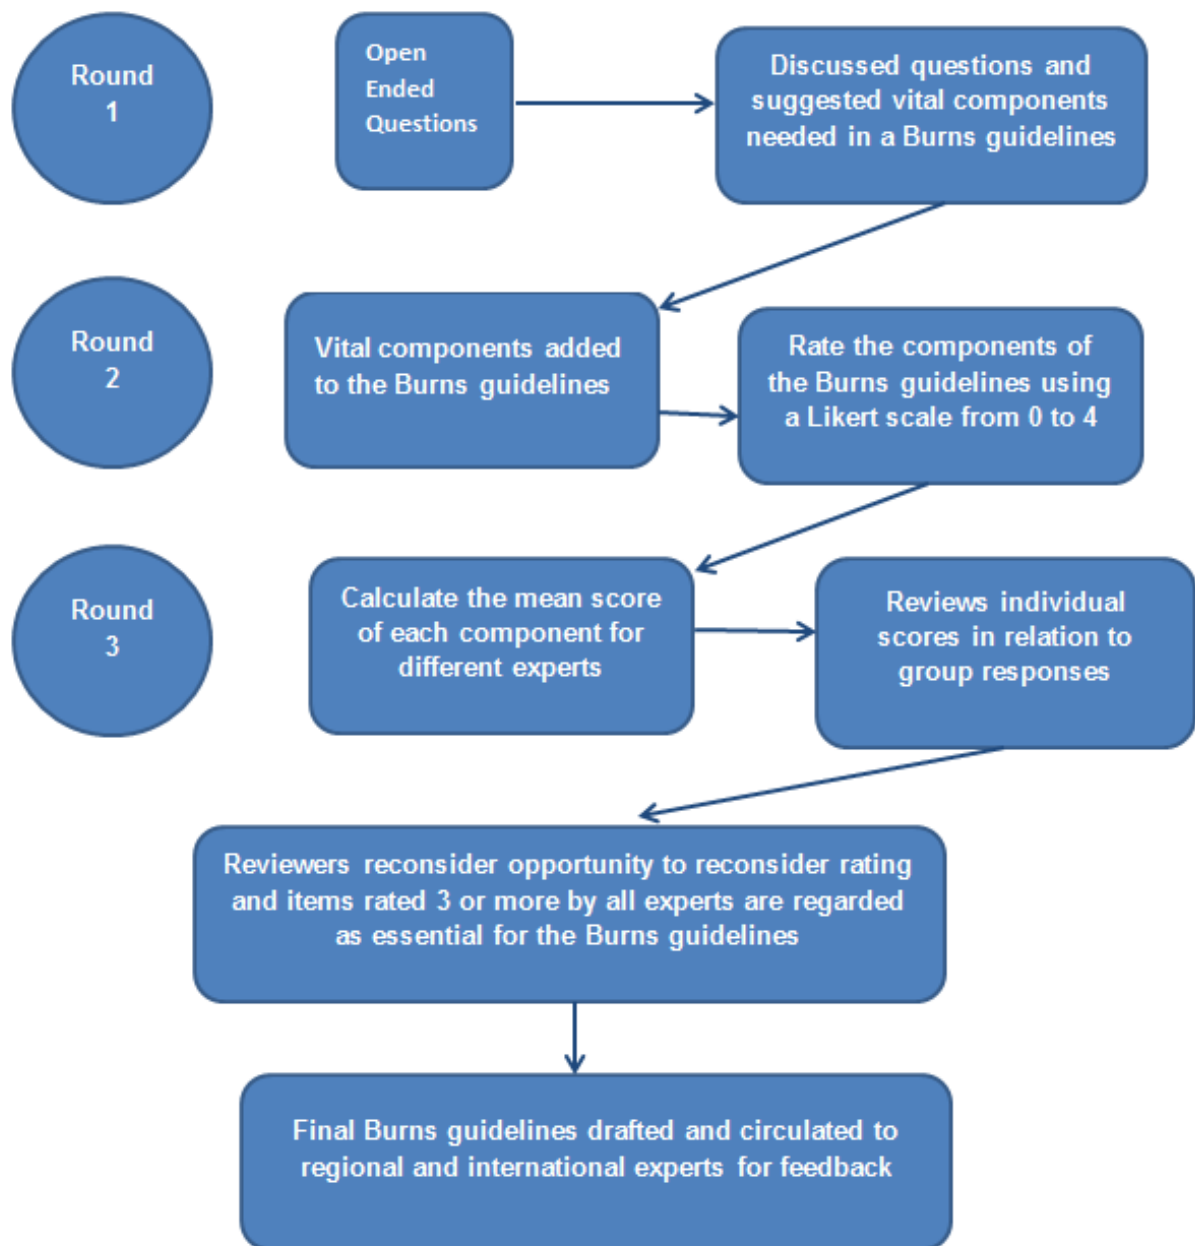 Round
1
Open
Ended
Questions
Discussed questions and
suggested vital components
needed in a Burns guidelines
Round
2
Vital components added
to the Burns guidelines
Rate the components of
the Burns guidelines using
a Likert scale from 0 to 4
Round
3
Calculate the mean score
of each component for
different experts
Reviews individual
scores in relation to
group responses
Reviewers reconsider opportunity to reconsider rating
and items rated 3 or more by all experts are regarded
as essential for the Burns guidelines
Final Burns guidelines drafted and circulated to
regional and international experts for feedback